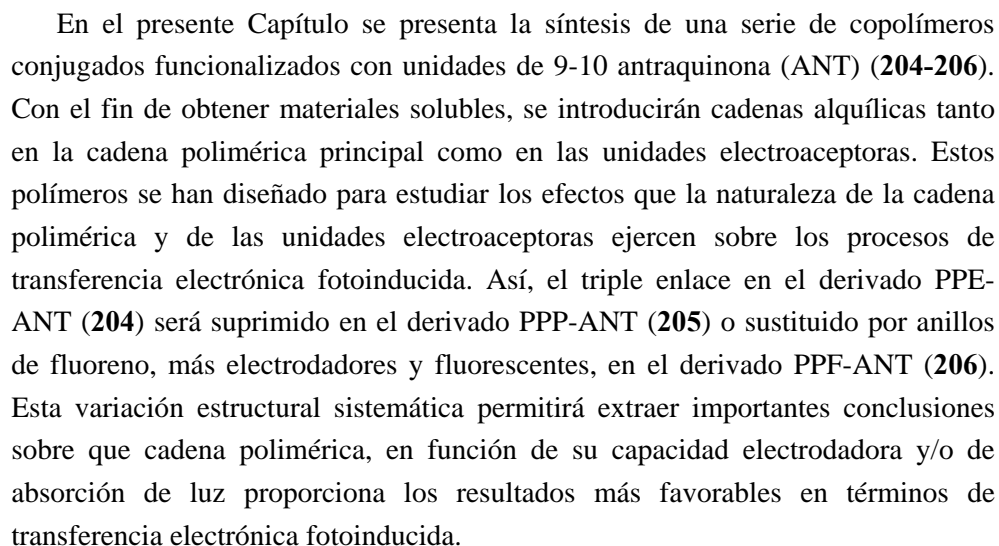 En el presente Capítulo se presenta la síntesis de una serie de copolímeros
conjugados funcionalizados con unidades de 9-10 antraquinona (ANT) (204-206).
Con el fin de obtener materiales solubles, se introducirán cadenas alquílicas tanto
en la cadena polimérica principal como en las unidades electroaceptoras. Estos
polímeros se han diseñado para estudiar los efectos que la naturaleza de la cadena
polimérica y de las unidades electroaceptoras ejercen sobre los procesos de
transferencia electrónica fotoinducida. Así, el triple enlace en el derivado PPE-
ANT (204) será suprimido en el derivado PPP-ANT (205) o sustituido por anillos
de fluoreno, más electrodadores y fluorescentes, en el derivado PPF-ANT (206).
Esta variación estructural sistemática permitirá extraer importantes conclusiones
sobre que cadena polimérica, en función de su capacidad electrodadora y/o de
absorción de luz proporciona los resultados más favorables en términos de
transferencia electrónica fotoinducida.